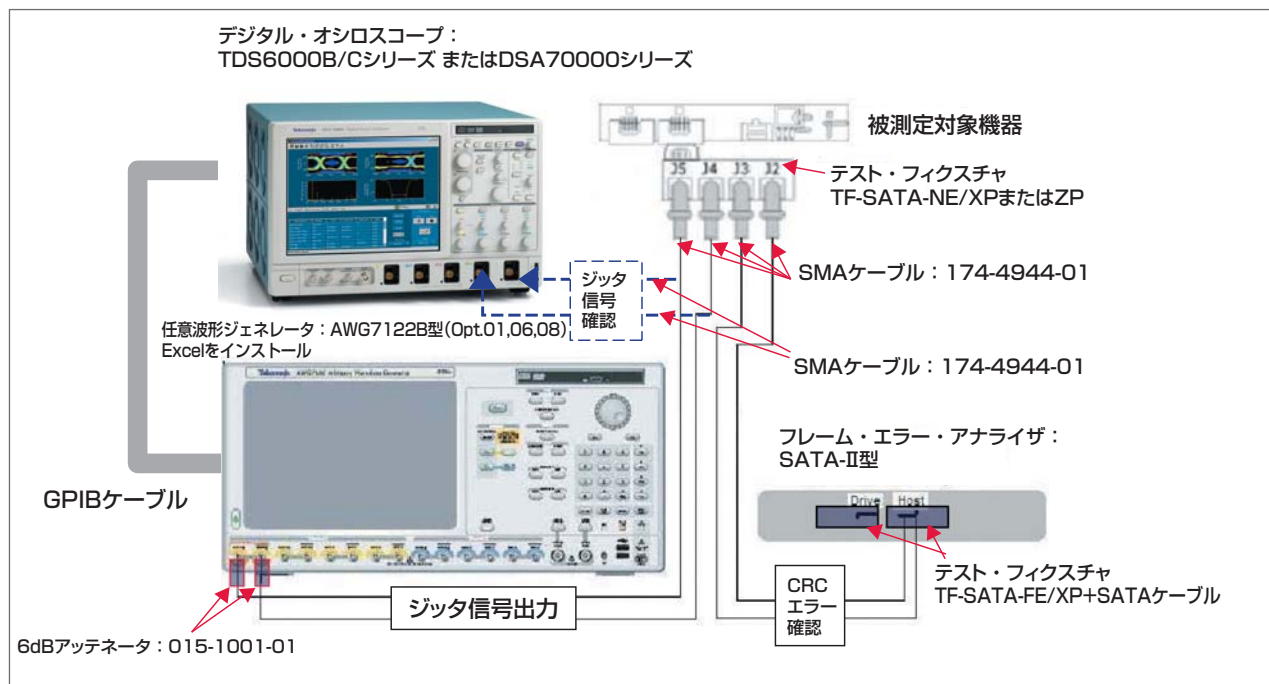 デジタル・オシロスコープ：
TDS6000B/Cシリーズ またはDSA70000シリーズ
被測定対象機器
J5 J4 J3 J2
テスト・フィクスチャ
TF-SATA-NE/XPまたはZP
SMAケーブル：174-4944-01
ジッタ
信号
確認
任意波形ジェネレータ：AWG7122B型(Opt.01,06,08)
Excelをインストール
SMAケーブル：174-4944-01
Tektronix
フレーム・エラー・アナライザ：
SATA-II型
GPIBケーブル
Drive Host
テスト・フィクスチャ
TF-SATA-FE/XP+SATAケーブル
ジッタ信号出力
CRC
エラー
確認
6dBアッテネータ：015-1001-01